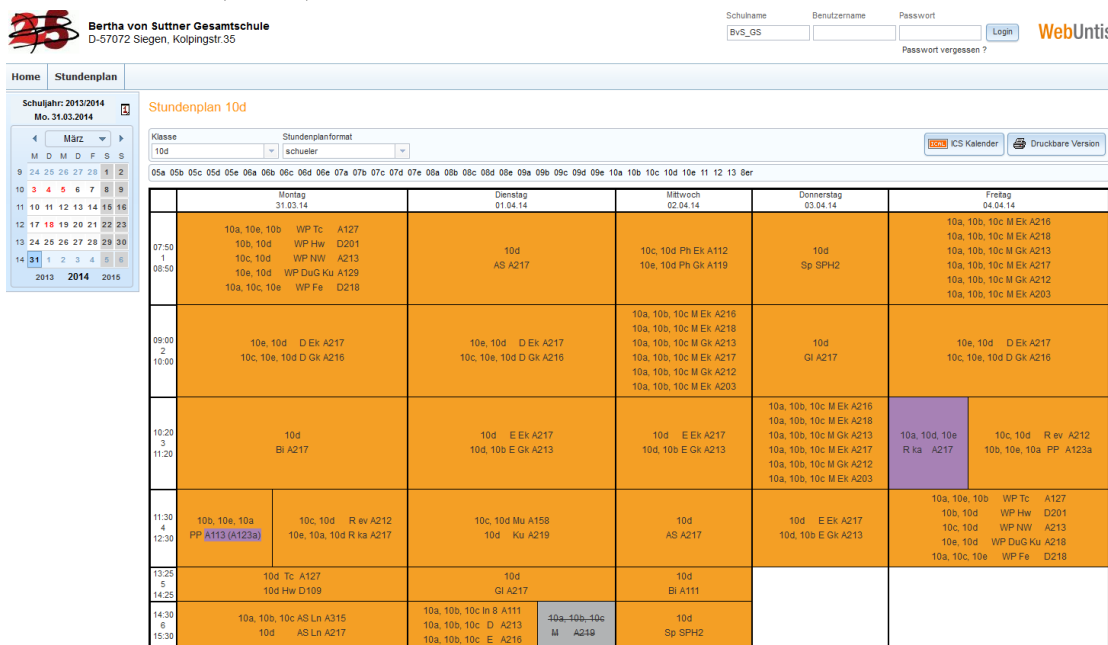 Bertha von Suttner Gesamtschule
D-57072 Siegen, Kolpingstr.35
Schulname Benutzername Passwort
BvS_GS Login
WebUntis
Passwort vergessen ?
Home Stundenplan
Schuljahr: 2013/2014
Mo. 31.03.2014
März
M D M D F S S
9 24 25 26 27 28 1 2
10 3 4 5 6 7 8 9
11 10 11 12 13 14 15 16
12 17 18 19 20 21 22 23
13 24 25 26 27 28 29 30
14 31 1 2 3 4 5 6
2013 2014 2015
Stundenplan 10d
Klasse Stundenplanformat
10d schueler
ICS Kalender Druckbare Version
05a 05b 05c 05d 05e 06a 06b 06c 06d 06e 07a 07b 07c 07d 07e 08a 08b 08c 08d 08e 09a 09b 09c 09d 09e 10a 10b 10c 10d 10e 11 12 13 8er
Montag
31.03.14
Dienstag
01.04.14
Mittwoch
02.04.14
Donnerstag
03.04.14
Freitag
04.04.14
07:50
1
08:50
10a, 10e, 10b WP Tc A127
10b, 10d WP Hw D201
10c, 10d WP NW A213
10e, 10d WP DuG Ku A129
10a, 10c, 10e WP Fe D218
10d
AS A217
10c, 10d Ph Ek A112
10e, 10d Ph Gk A119
10d
Sp SPH2
10a, 10b, 10c M Ek A216
10a, 10b, 10c M Ek A218
10a, 10b, 10c M Gk A213
10a, 10b, 10c M Ek A217
10a, 10b, 10c M Gk A212
10a, 10b, 10c M Ek A203
09:00
2
10:00
10e, 10d D Ek A217
10c, 10e, 10d D Gk A216
10e, 10d D Ek A217
10c, 10e, 10d D Gk A216
10a, 10b, 10c M Ek A216
10a, 10b, 10c M Ek A218
10a, 10b, 10c M Gk A213
10a, 10b, 10c M Ek A217
10a, 10b, 10c M Gk A212
10a, 10b, 10c M Ek A203
10d
Gl A217
10e, 10d D Ek A217
10c, 10e, 10d D Gk A216
10:20
3
11:20
10d
Bi A217
10d E Ek A217
10d, 10b E Gk A213
10d E Ek A217
10d, 10b E Gk A213
10a, 10b, 10c M Ek A216
10a, 10b, 10c M Ek A218
10a, 10b, 10c M Gk A213
10a, 10b, 10c M Ek A217
10a, 10b, 10c M Gk A212
10a, 10b, 10c M Ek A203
10a, 10d, 10e
R ka A217
10c, 10d R ev A212
10b, 10e, 10a PP A123a
11:30
4
12:30
10b, 10e, 10a
PP A113 (A123a)
10c, 10d R ev A212
10e, 10a, 10d R ka A217
10c, 10d Mu A158
10d Ku A219
10d
AS A217
10d E Ek A217
10d, 10b E Gk A213
10a, 10e, 10b WP Tc A127
10b, 10d WP Hw D201
10c, 10d WP NW A213
10e, 10d WP DuG Ku A218
10a, 10c, 10e WP Fe D218
13:25
5
14:25
10d Tc A127
10d Hw D109
10d
Gl A217
10d
Bi A111
14:30
6
15:30
10a, 10b, 10c AS Ln A315
10d AS Ln A217
10a, 10b, 10c In 8 A111
10a, 10b, 10c D A213
10a, 10b, 10c E A216
10a, 10b, 10c
M A219
10d
Sp SPH2